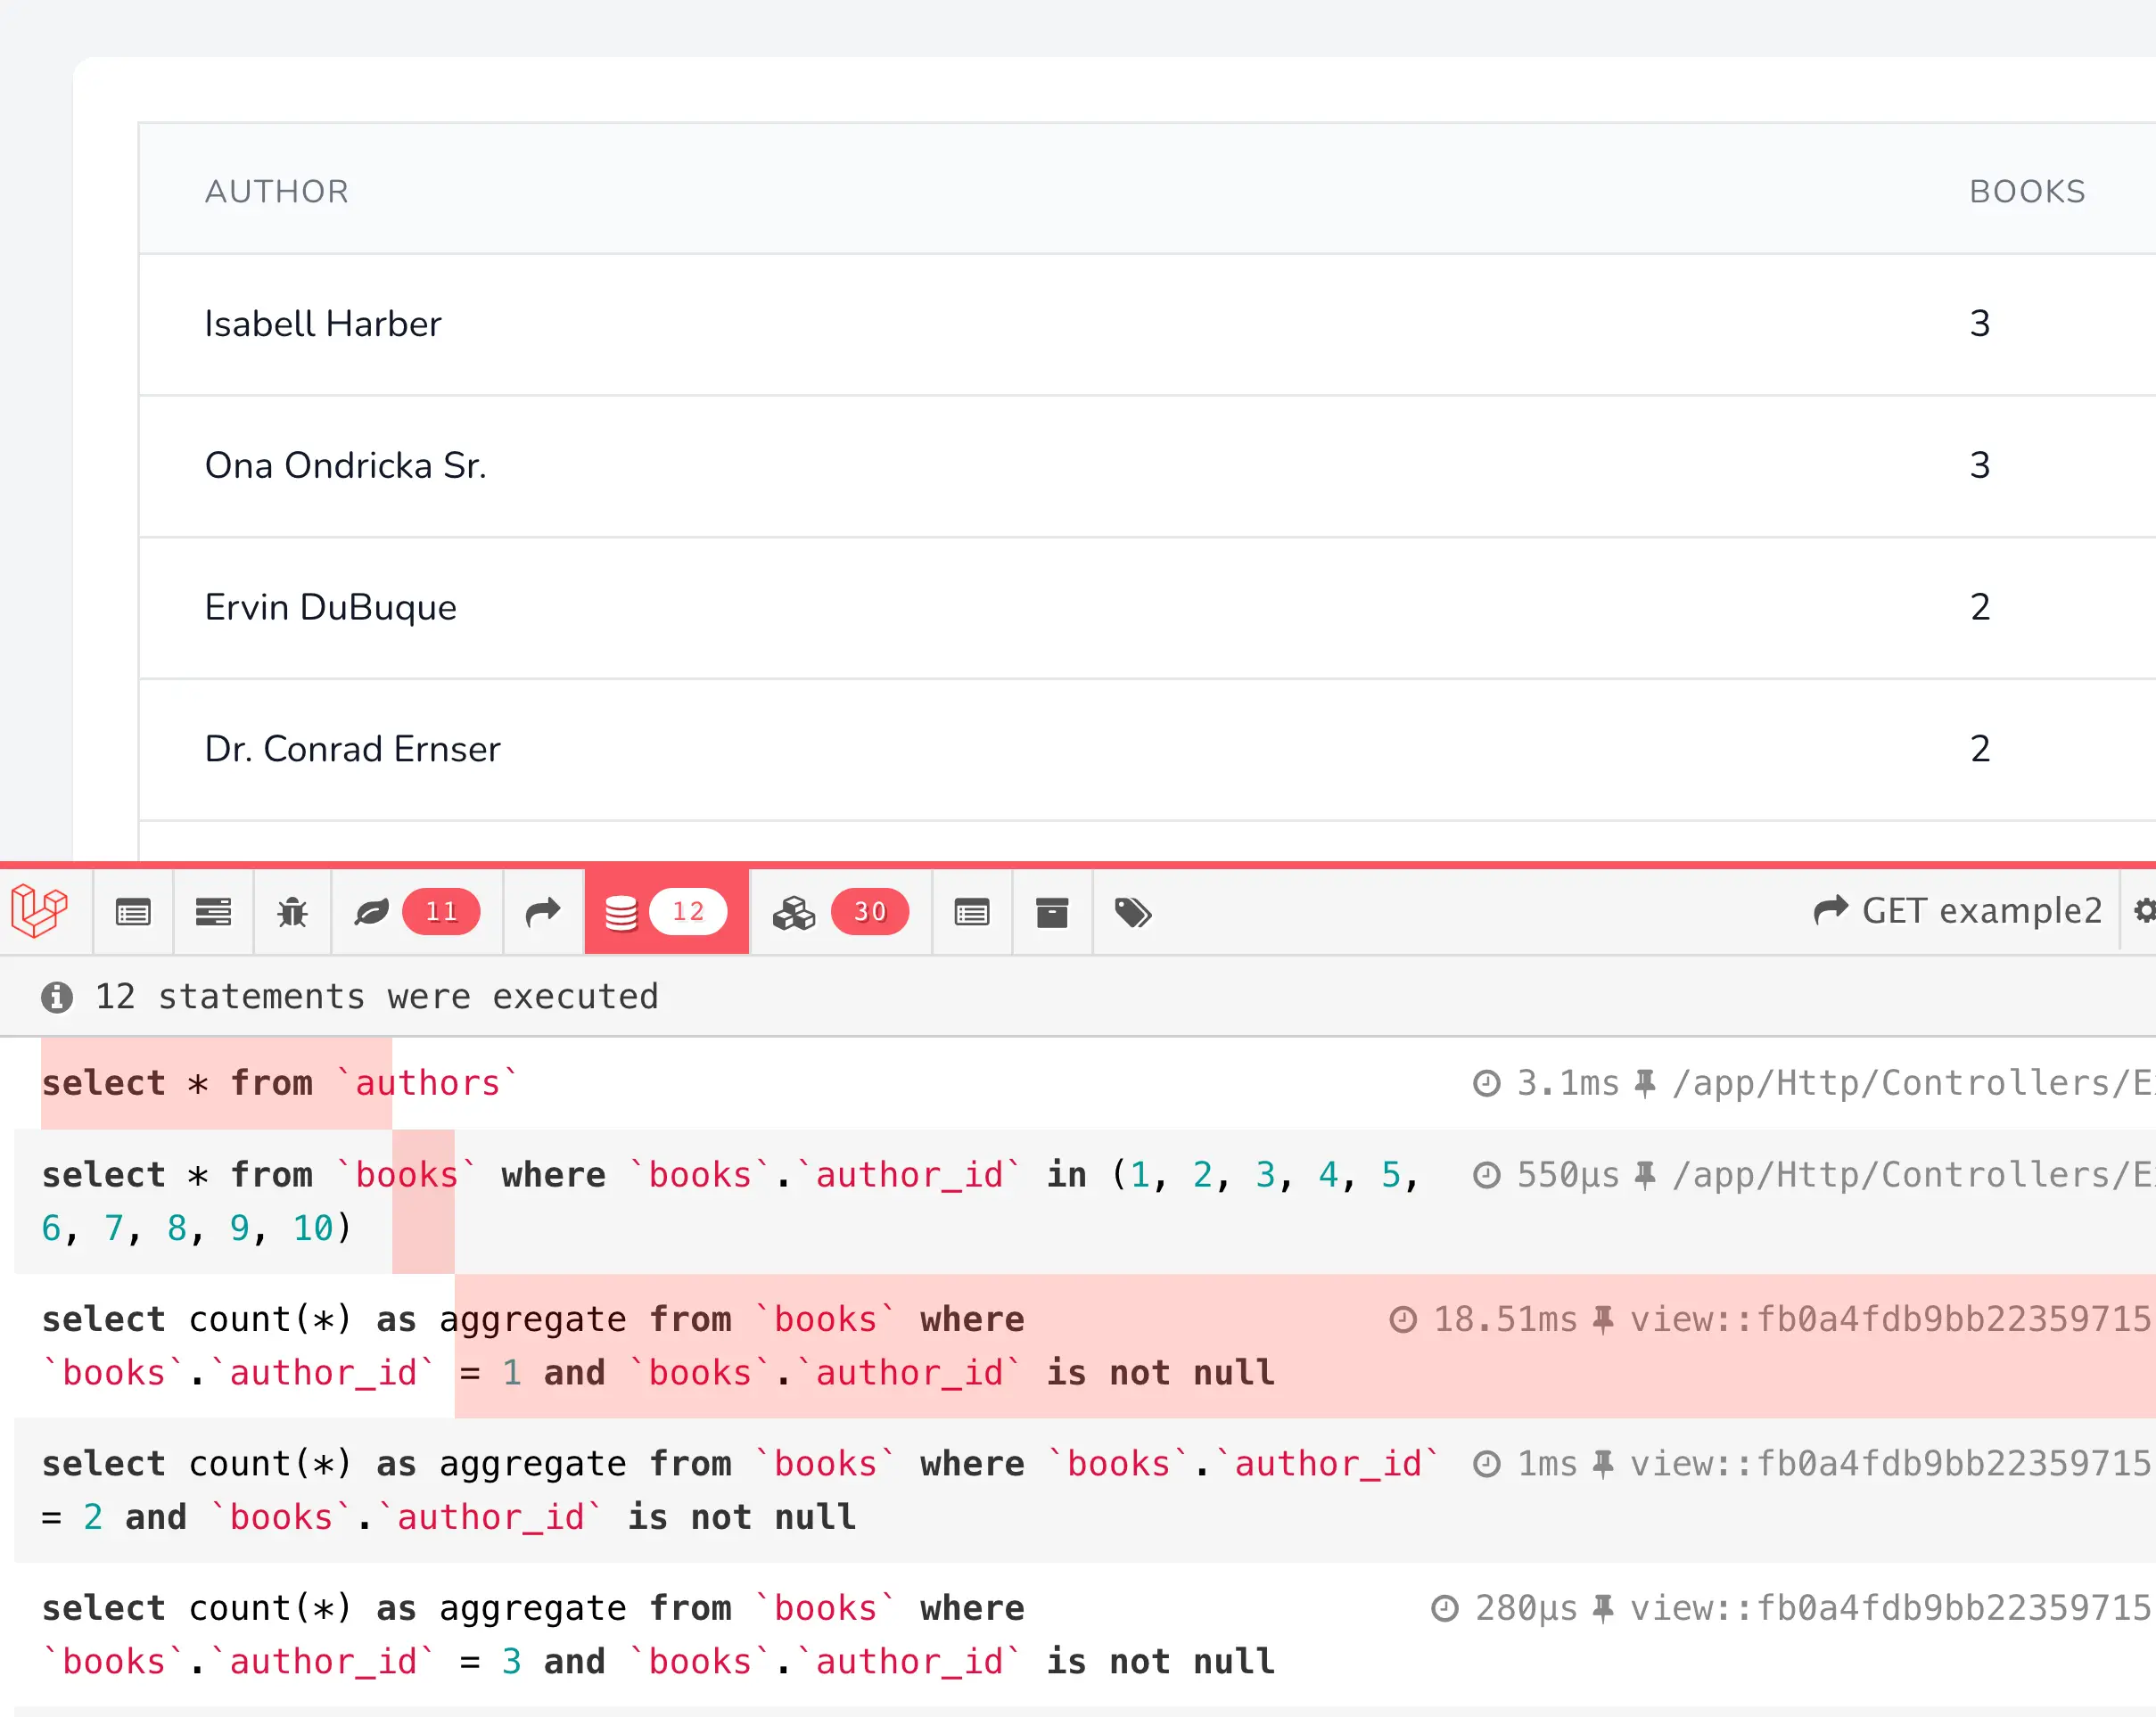 AUTHOR BOOKS
Isabell Harber 3
Ona Ondricka Sr. 3
Ervin DuBuque 2
Dr. Conrad Ernser 2
11 12 30 GET example2
12 statements were executed
select * from `authors` 3.1ms /app/Http/Controllers/E
select * from `books` where `books`.`author_id` in (1, 2, 3, 4, 5, 550μs /app/Http/Controllers/E
6, 7, 8, 9, 10)
select count(*) as aggregate from `books` where 18.51ms view::fb0a4fdb9bb22359715
`books`.`author_id` = 1 and `books`.`author_id` is not null
select count(*) as aggregate from `books` where `books`.`author_id` 1ms view::fb0a4fdb9bb22359715
= 2 and `books`.`author_id` is not null
select count(*) as aggregate from `books` where 280μs view::fb0a4fdb9bb22359715
`books`.`author_id` = 3 and `books`.`author_id` is not null